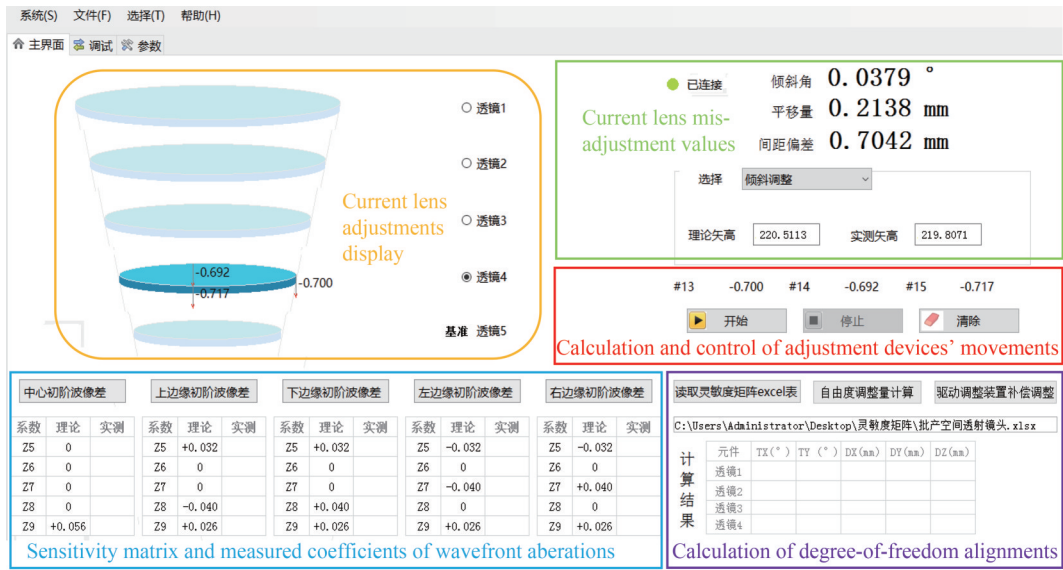 系统(S) 文件(F) 选择(T) 帮助(H)
主界面 调试 参数
透镜1
透镜2
透镜3
透镜4
基准 透镜5
Current lens
adjustments
display
-0.692
-0.717
-0.700
已连接
倾斜角 0.0379 °
平移量 0.2138 mm
间距偏差 0.7042 mm
Current lens mis-
adjustment values
选择 倾斜调整
理论矢高 220.5113 实测矢高 219.8071
#13 -0.700 #14 -0.692 #15 -0.717
开始 停止 清除
Calculation and control of adjustment devices' movements
中心初阶波像差 上边缘初阶波像差 下边缘初阶波像差 左边缘初阶波像差 右边缘初阶波像差
系数 理论 实测 系数 理论 实测 系数 理论 实测 系数 理论 实测 系数 理论 实测
Z5 0 Z5 +0.032 Z5 +0.032 Z5 -0.032 Z5 -0.032
Z6 0 Z6 0 Z6 0 Z6 0 Z6 0
Z7 0 Z7 0 Z7 0 Z7 -0.040 Z7 +0.040
Z8 0 Z8 -0.040 Z8 +0.040 Z8 0 Z8 0
Z9 +0.056 Z9 +0.026 Z9 +0.026 Z9 +0.026 Z9 +0.026
Sensitivity matrix and measured coefficients of wavefront aberations
读取灵敏度矩阵excel表 自由度调整量计算 驱动调整装置补偿调整
C:\Users\Administrator\Desktop\灵敏度矩阵\批产空间透射镜头.xlsx
计算结果
元件 TX(°) TY (°) DX(mm) DY(mm) DZ(mm)
透镜1
透镜2
透镜3
透镜4
Calculation of degree-of-freedom alignments